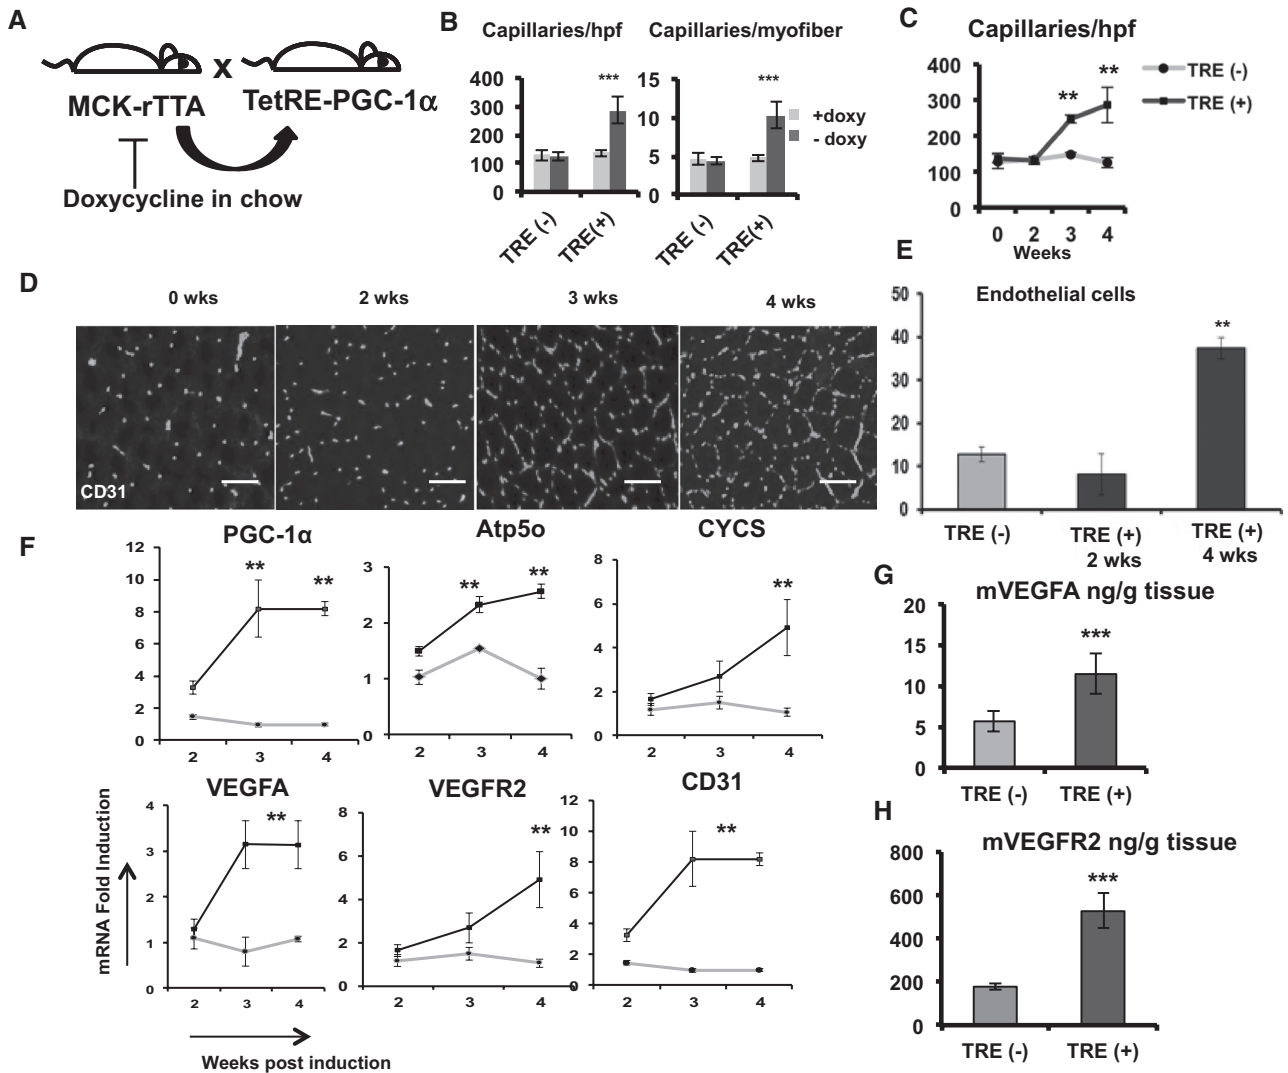 A
MCK-rTTA
x
TetRE-PGC-1α
Doxycycline in chow
B
Capillaries/hpf
400
300
200
100
0
***
TRE (-)
TRE(+)
Capillaries/myofiber
15
10
5
0
***
+doxy
- doxy
TRE (-)
TRE(+)
C
Capillaries/hpf
400
300
200
100
0
**
**
TRE (-)
TRE (+)
0 2 3 4
Weeks
D
0 wks
2 wks
3 wks
4 wks
CD31
E
Endothelial cells
50
40
30
20
10
0
**
TRE (-)
TRE (+)
2 wks
TRE (+)
4 wks
F
PGC-1α
12
10
8
6
4
2
0
**
**
2 3 4
Atp5o
3
2
1
0
**
**
2 3 4
CYCS
8
6
4
2
0
**
2 3 4
VEGFA
4
3
2
1
0
**
2 3 4
VEGFR2
8
6
4
2
0
**
2 3 4
CD31
12
10
8
6
4
2
0
0
**
2 3 4
mRNA Fold Induction
Weeks post induction
G
mVEGFA ng/g tissue
20
15
10
5
0
***
TRE (-)
TRE (+)
H
mVEGFR2 ng/g tissue
800
600
400
200
0
***
TRE (-)
TRE (+)